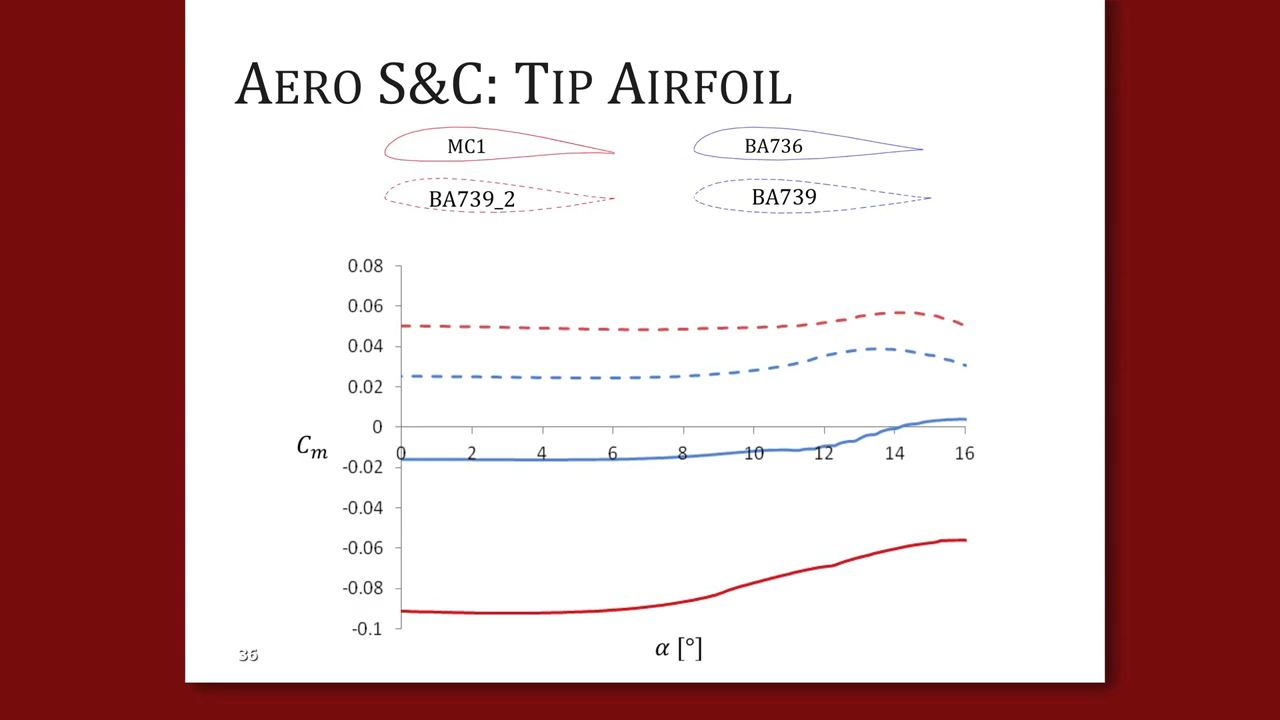 AERO S&C: TIP AIRFOIL
MC1
BA736
BA739_2
BA739
0.08
0.06
0.04
0.02
0
-0.02
-0.04
-0.06
-0.08
-0.1
Cm
0 2 4 6 8 10 12 14 16
α [°]
36